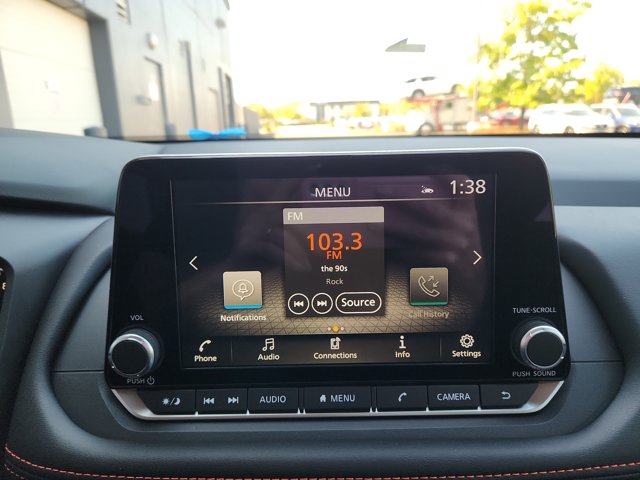 MENU 1:38
FM
103.3
FM
the 90s
Rock
Source
Notifications
Call History
Phone Audio Connections Info Settings
VOL
PUSH
TUNE·SCROLL
PUSH SOUND
AUDIO MENU CAMERA
8